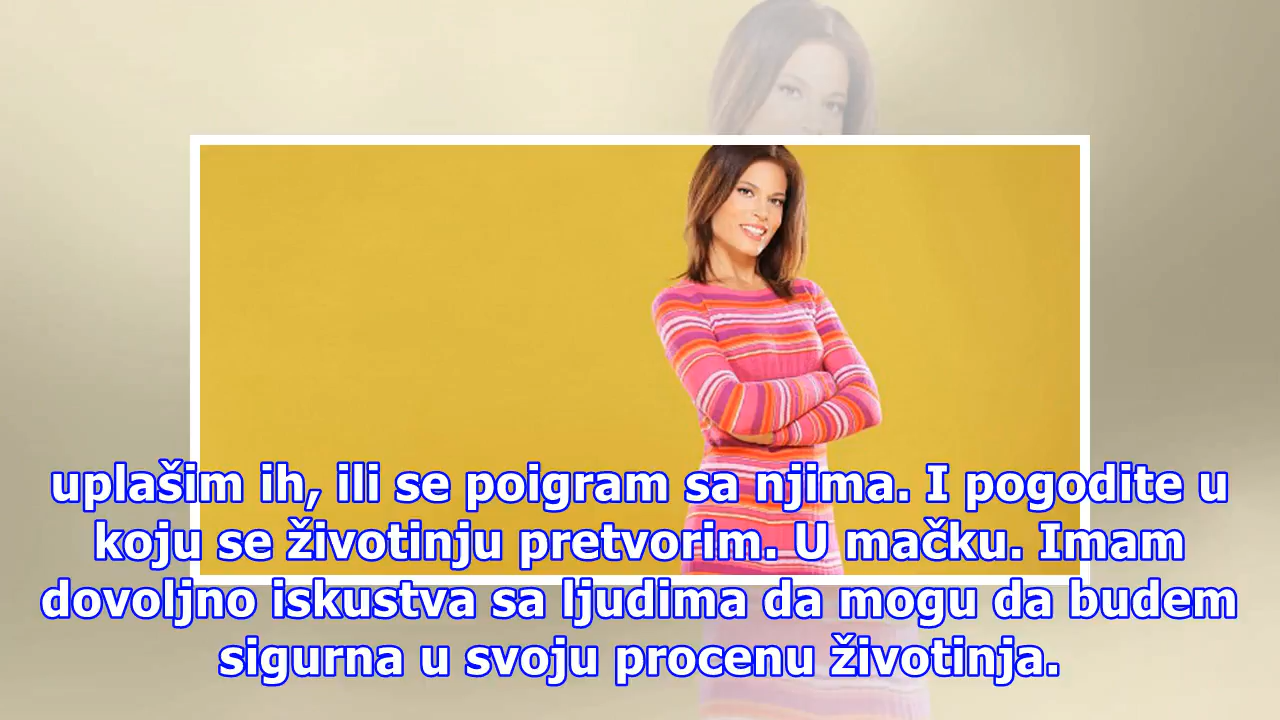 uplašim ih, ili se poigram sa njima. I pogodite u
koju se životinju pretvorim. U mačku. Imam
dovoljno iskustva sa ljudima da mogu da budem
sigurna u svoju procenu životinja.